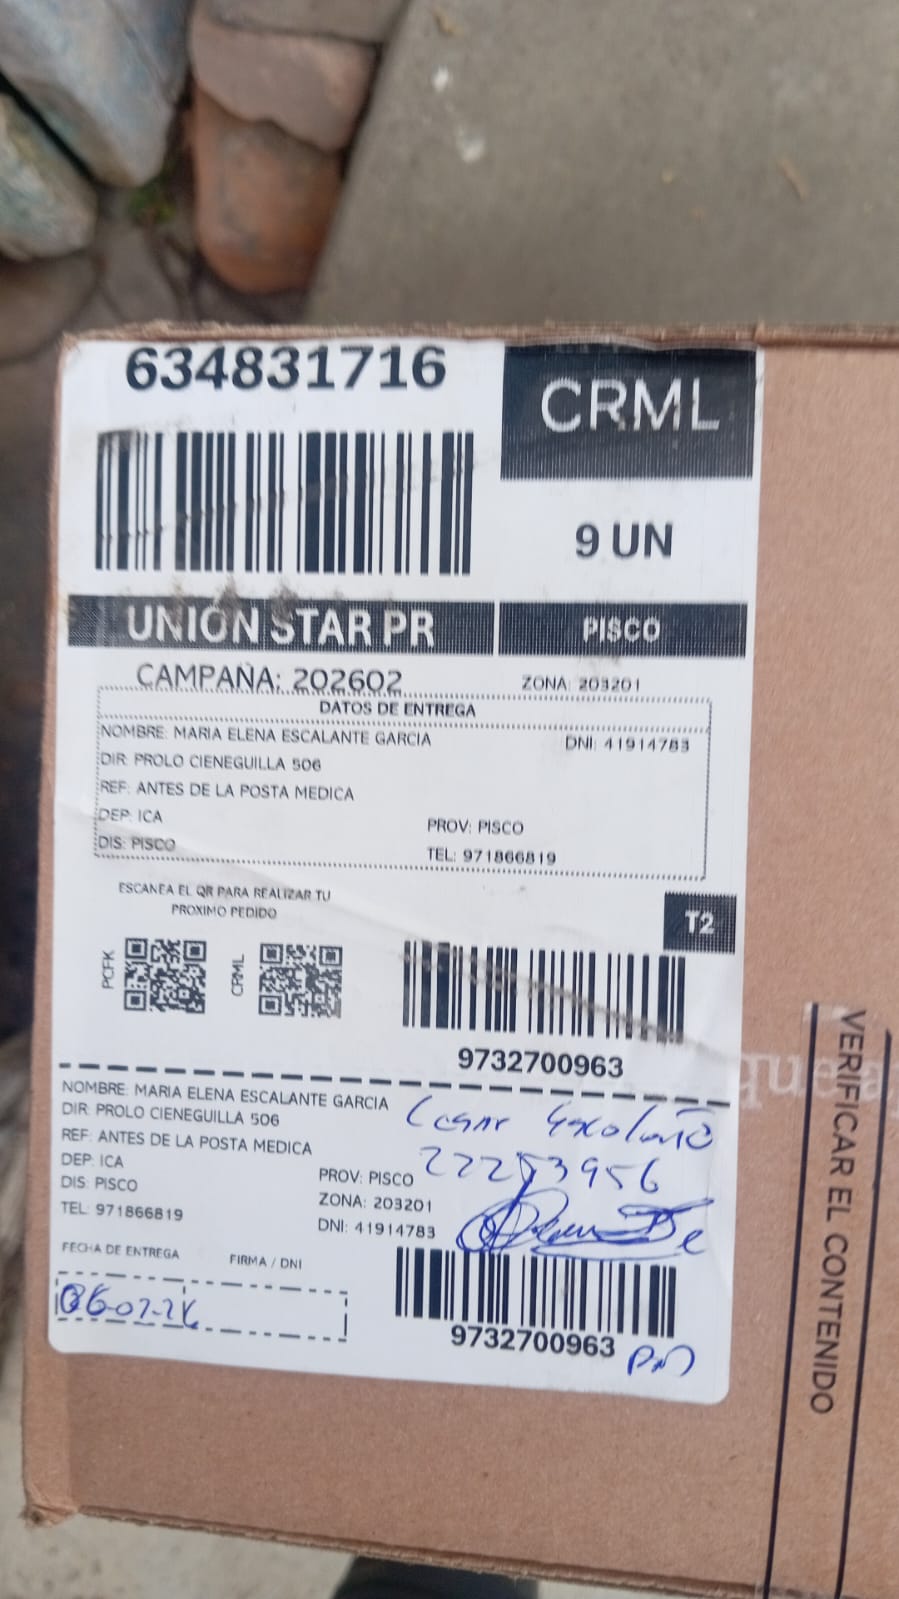 634831716
CRML
9 UN
UNION STAR PR
PISCO
CAMPAÑA: 202602
ZONA: 203201
DATOS DE ENTREGA
NOMBRE: MARIA ELENA ESCALANTE GARCIA DNI: 41914783
DIR: PROLO CIENEGUILLA 506
REF: ANTES DE LA POSTA MEDICA
DEP: ICA
PROV: PISCO
DIS: PISCO
TEL: 971866819
ESCANEA EL QR PARA REALIZAR TU
PROXIMO PEDIDO
T2
PCFK
CRML
9732700963
NOMBRE: MARIA ELENA ESCALANTE GARCIA
DIR: PROLO CIENEGUILLA 506
REF: ANTES DE LA POSTA MEDICA
DEP: ICA
PROV: PISCO
DIS: PISCO
ZONA: 203201
TEL: 971866819
DNI: 41914783
FECHA DE ENTREGA
FIRMA / DNI
9732700963
VERIFICAR EL CONTENIDO